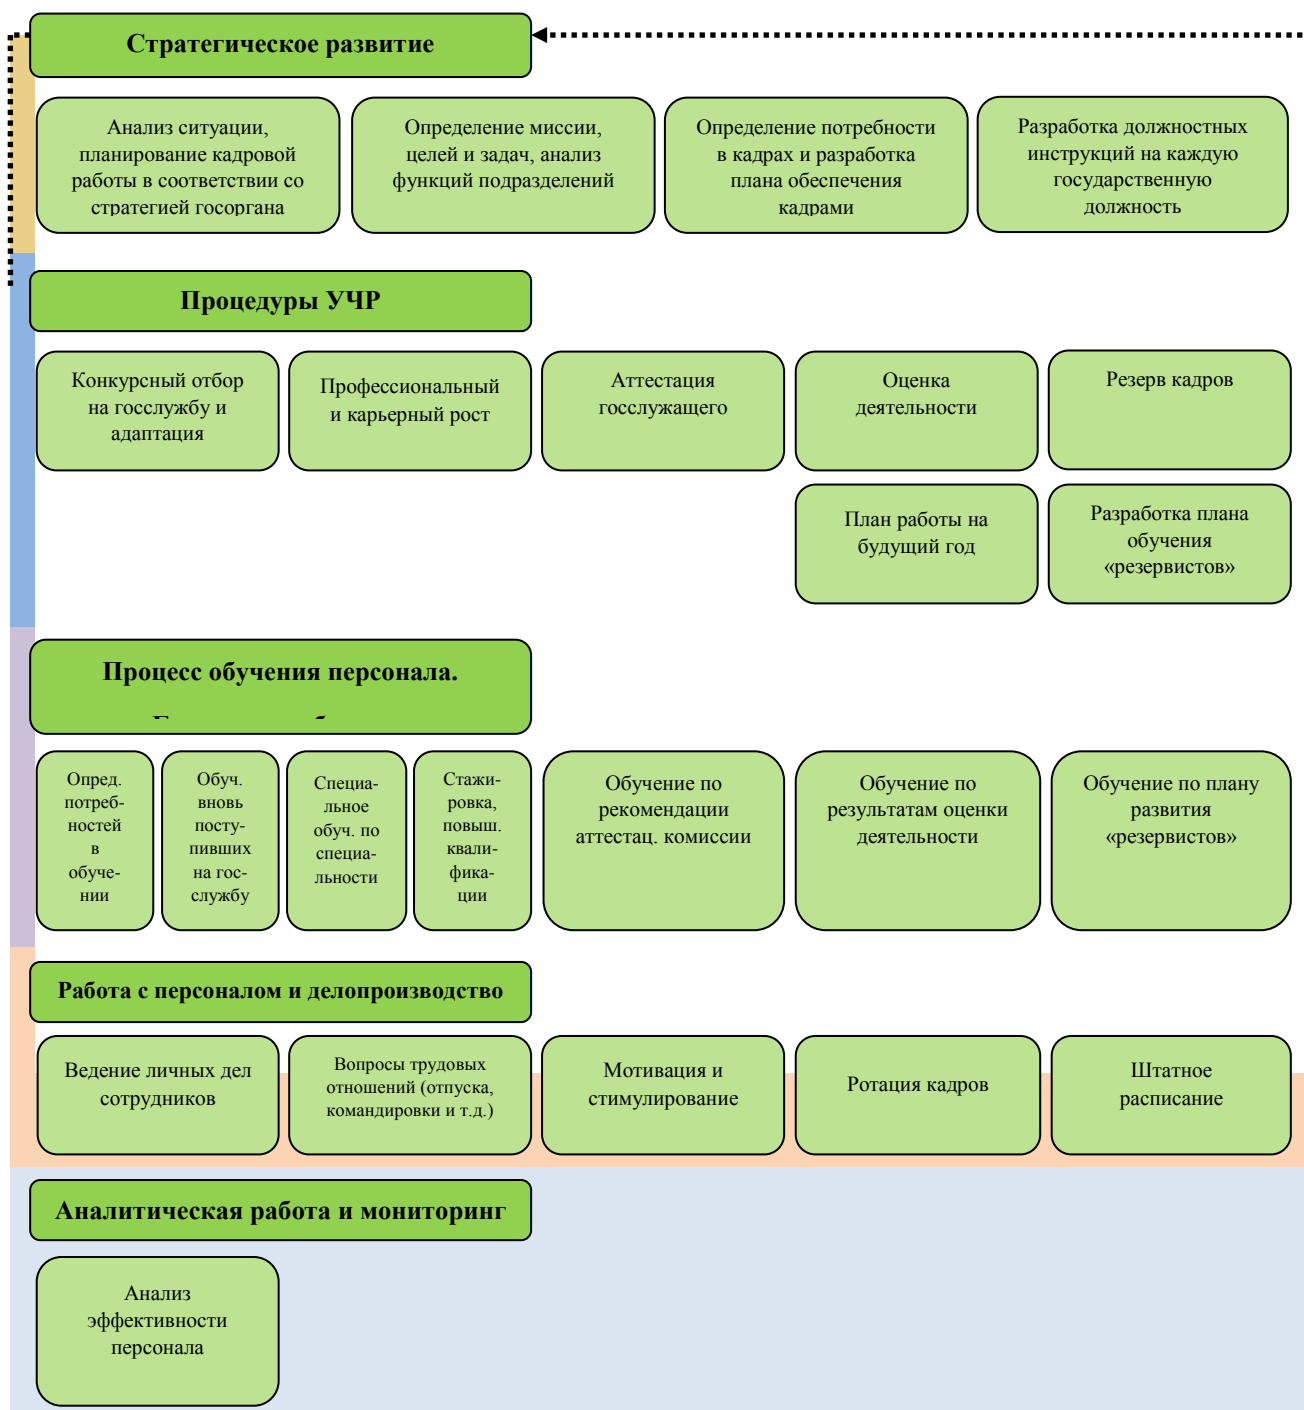 Стратегическое развитие
Анализ ситуации,
планирование кадровой
работы в соответствии со
стратегией госоргана
Определение миссии,
целей и задач, анализ
функций подразделений
Определение потребности
в кадрах и разработка
плана обеспечения
кадрами
Разработка должностных
инструкций на каждую
государственную
должность
Процедуры УЧР
Конкурсный отбор
на госслужбу и
адаптация
Профессиональный
и карьерный рост
Аттестация
госслужащего
Оценка
деятельности
Резерв кадров
План работы на
будущий год
Разработка плана
обучения
«резервистов»
Процесс обучения персонала.
Опред.
потреб-
ностей
в
обуче-
нии
Обуч.
вновь
посту-
пивших
на гос-
службу
Специа-
льное
обуч. по
специа-
льности
Стажи-
ровка,
повыш.
квали-
фика-
ции
Обучение по
рекомендации
аттестац. комиссии
Обучение по
результатам оценки
деятельности
Обучение по плану
развития
«резервистов»
Работа с персоналом и делопроизводство
Ведение личных дел
сотрудников
Вопросы трудовых
отношений (отпуска,
командировки и т.д.)
Мотивация и
стимулирование
Ротация кадров
Штатное
расписание
Аналитическая работа и мониторинг
Анализ
эффективности
персонала